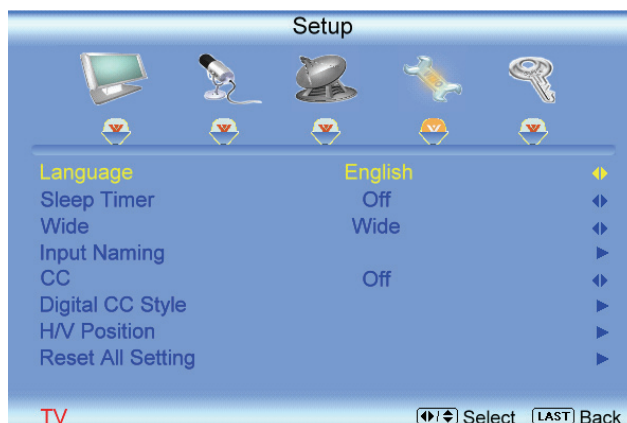 Setup
Language English
Sleep Timer Off
Wide Wide
Input Naming
CC Off
Digital CC Style
H/V Position
Reset All Setting
TV Select LAST Back